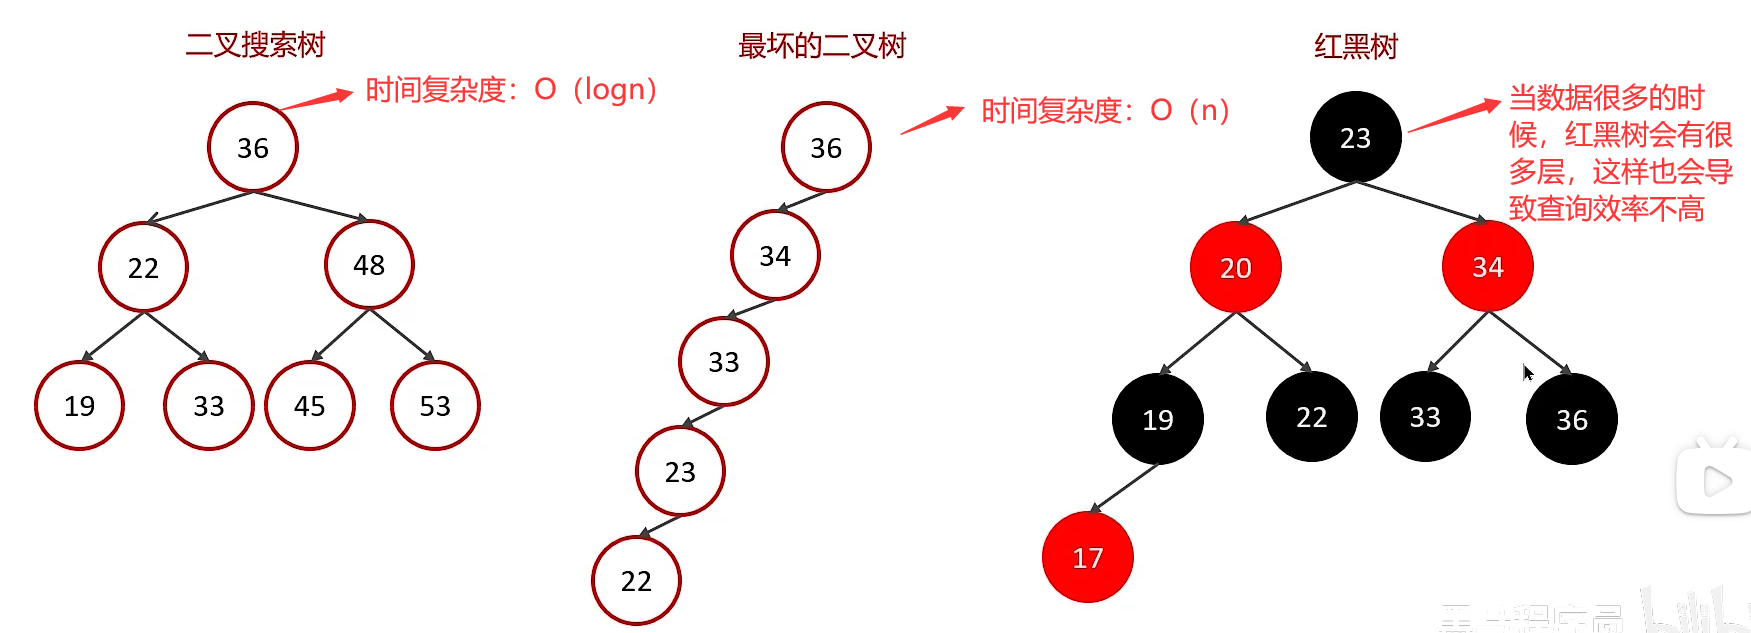 二叉搜索树
时间复杂度：O（logn）
36
22
48
19
33
45
53
最坏的二叉树
时间复杂度：O（n）
36
34
33
23
22
红黑树
当数据很多的时
候，红黑树会有很
多层，这样也会导
致查询效率不高
23
20
34
19
22
33
36
17